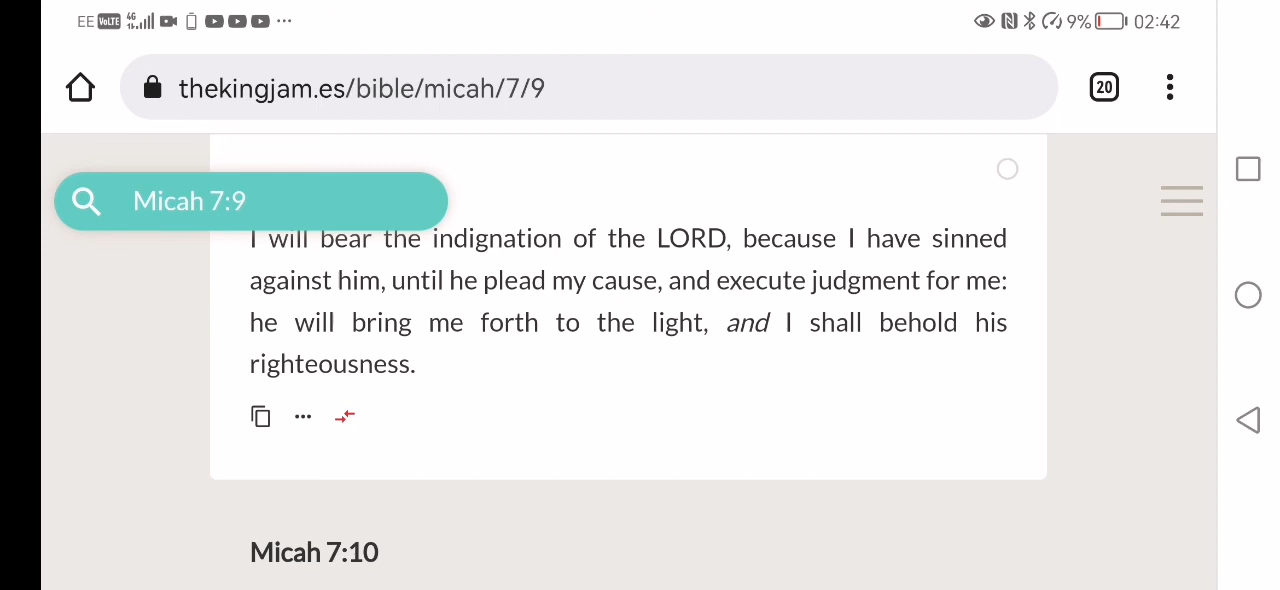 EE VoLTE 4G 9% 02:42
thekingjam.es/bible/micah/7/9 20
Micah 7:9
I will bear the indignation of the LORD, because I have sinned
against him, until he plead my cause, and execute judgment for me:
he will bring me forth to the light, and I shall behold his
righteousness.
Micah 7:10